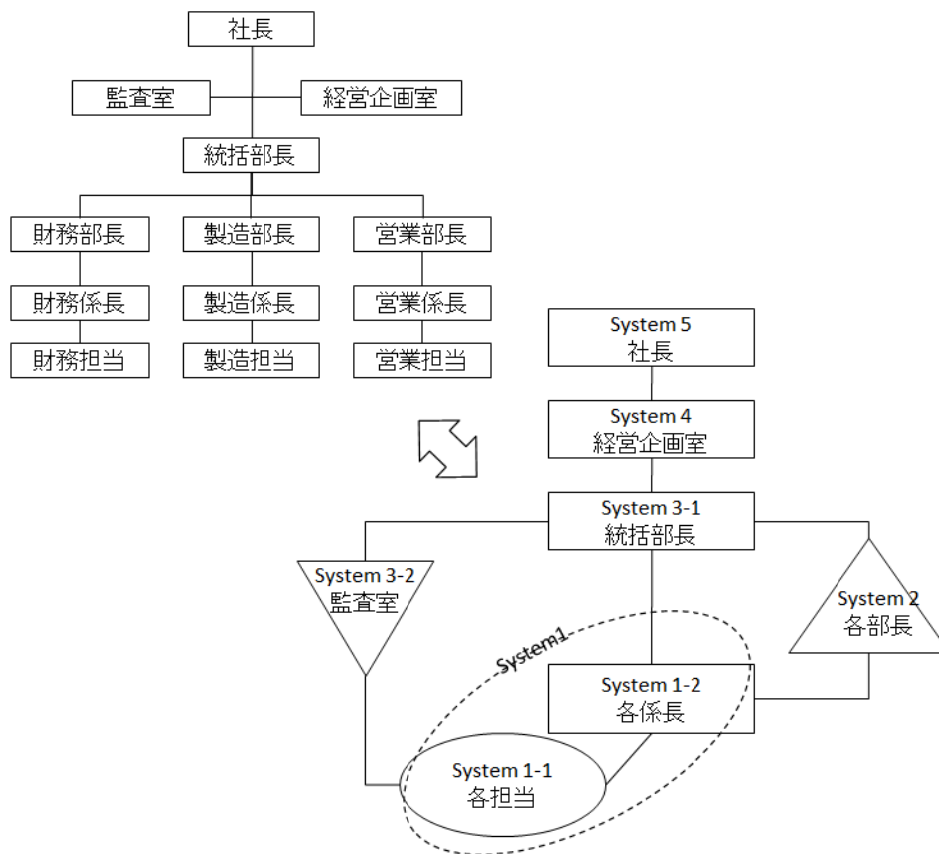 社長
監査室
経営企画室
統括部長
財務部長
製造部長
営業部長
財務係長
製造係長
営業係長
財務担当
製造担当
営業担当
System 5
社長
System 4
経営企画室
System 3-1
統括部長
System 3-2
監査室
System 2
各部長
System1
System 1-2
各係長
System 1-1
各担当